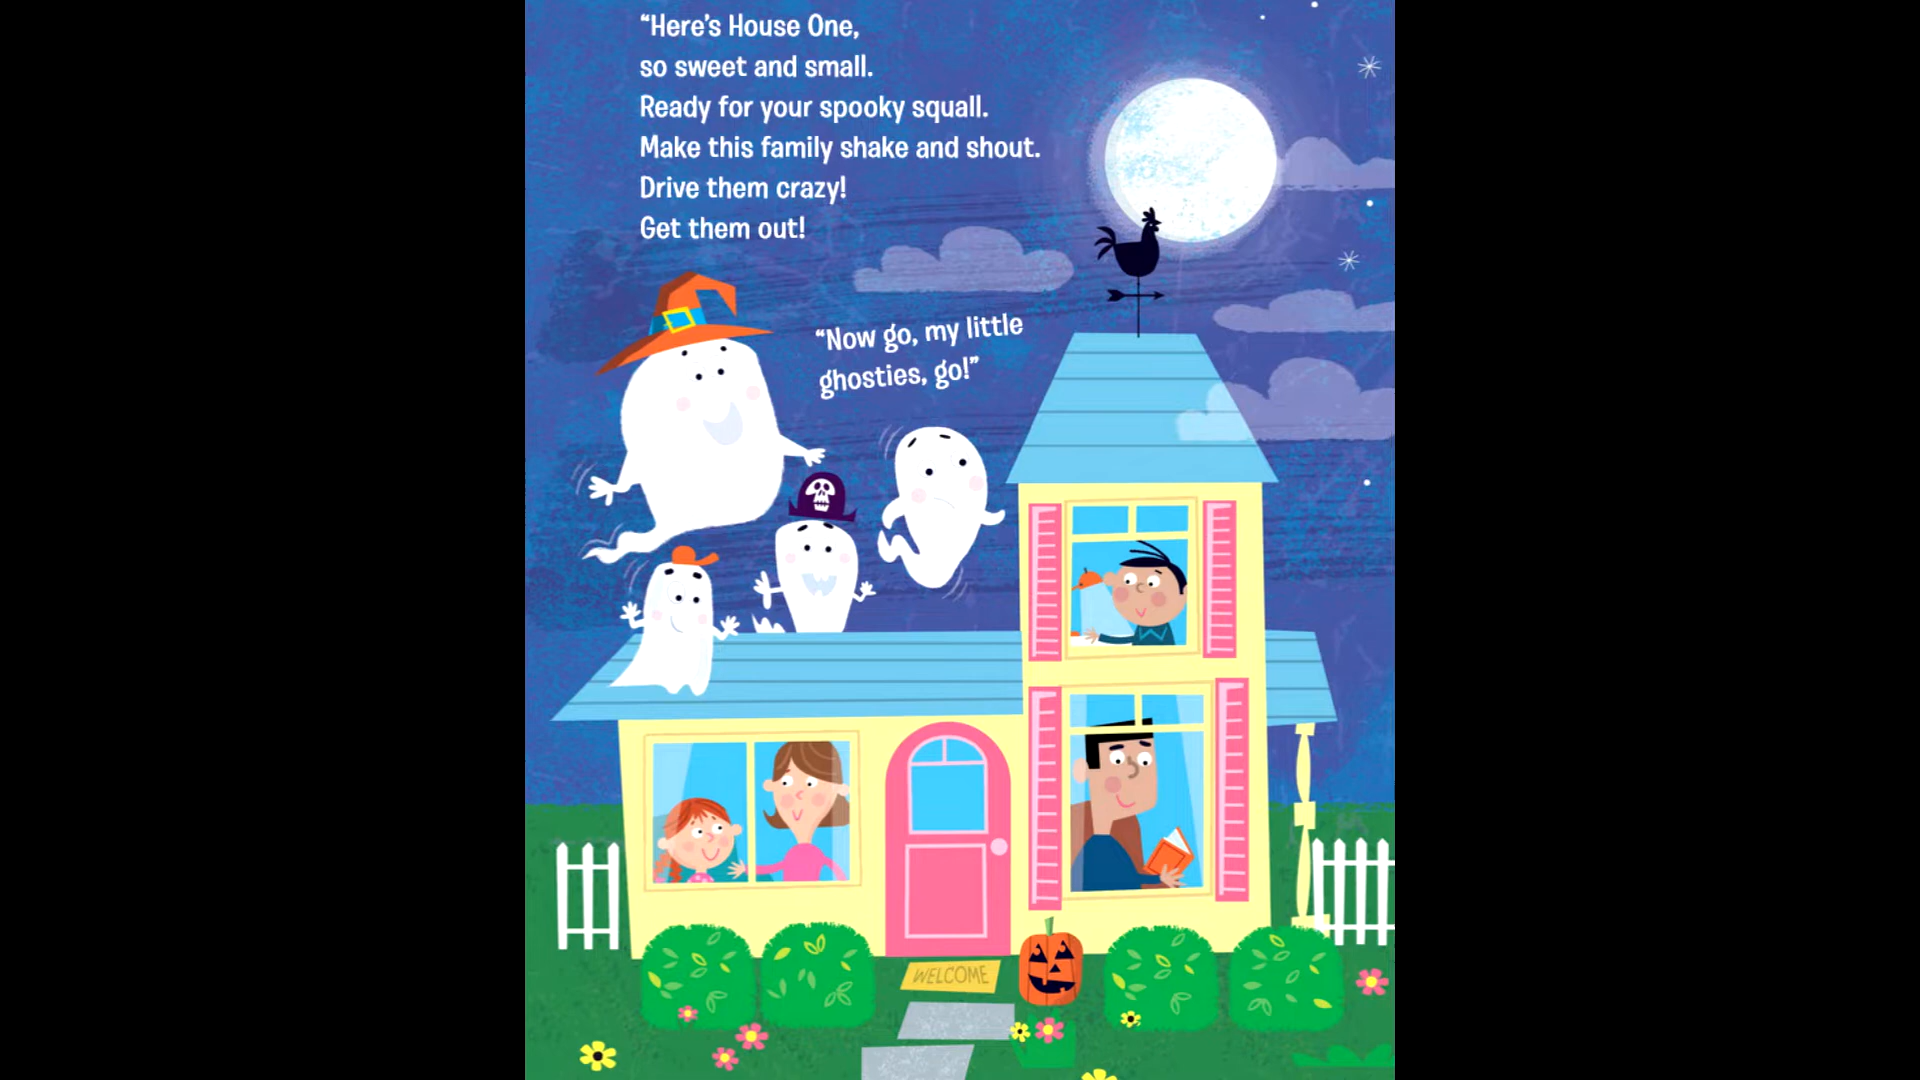 “Here’s House One,
so sweet and small.
Ready for your spooky squall.
Make this family shake and shout.
Drive them crazy!
Get them out!
“Now go, my little
ghosties, go!”
WELCOME